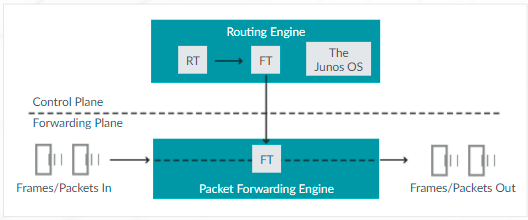 Routing Engine
RT
FT
The
Junos OS
Control Plane
Forwarding Plane
FT
Frames/Packets In
Packet Forwarding Engine
Frames/Packets Out